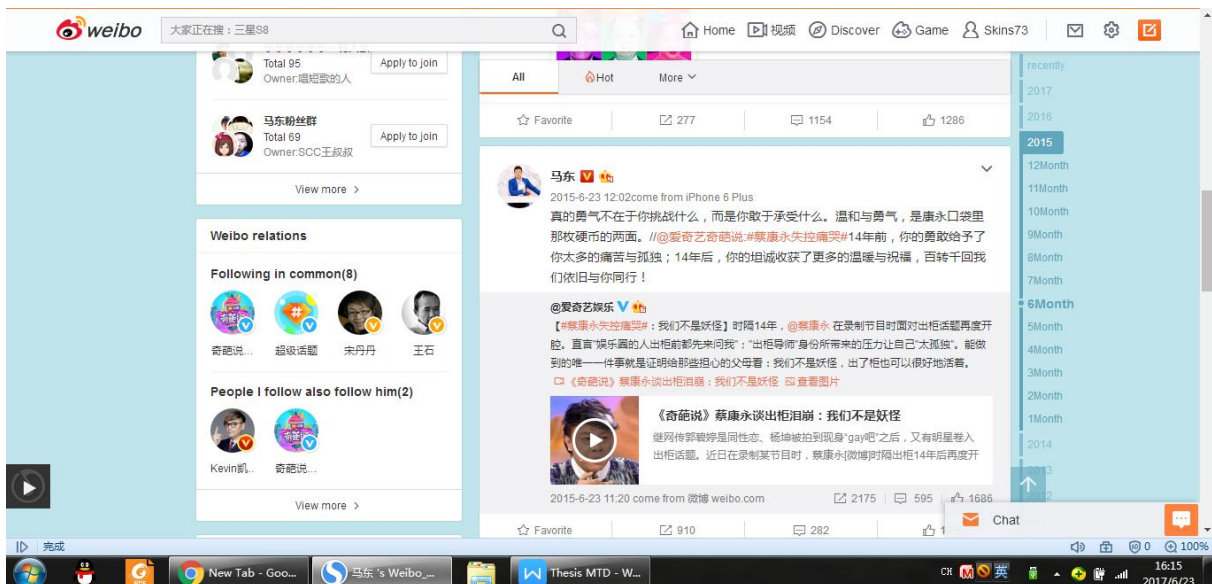 weibo
大家正在搜：三星S8
Home
视频
Discover
Game
Skins73
Total 95
Owner:唱短歌的人
Apply to join
马东粉丝群
Total 69
Owner:SCC王叔叔
Apply to join
View more >
Weibo relations
Following in common(8)
奇葩说...
超级话题
宋丹丹
王石
People I follow also follow him(2)
Kevin凯..
奇葩说...
View more >
All
Hot
More
Favorite
277
1154
1286
马东
2015-6-23 12:02come from iPhone 6 Plus
真的勇气不在于你挑战什么，而是你敢于承受什么。温和与勇气，是康永口袋里
那枚硬币的两面。//@爱奇艺奇葩说:#蔡康永失控痛哭#14年前，你的勇敢给予了
你太多的痛苦与孤独；14年后，你的坦诚收获了更多的温暖与祝福，百转千回我
们依旧与你同行！
@爱奇艺娱乐
【#蔡康永失控痛哭#：我们不是妖怪】时隔14年，@蔡康永 在录制节目时面对出柜话题再度开
腔。直言“娱乐圈的人出柜前都先来问我”；“出柜导师”身份所带来的压力让自己“太孤独”。能做
到的唯一一件事就是证明给那些担心的父母看：我们不是妖怪，出了柜也可以很好地活着。
《奇葩说》蔡康永谈出柜泪崩：我们不是妖怪 查看图片
《奇葩说》蔡康永谈出柜泪崩：我们不是妖怪
继网传郭碧婷是同性恋、杨坤被拍到现身“gay吧”之后，又有明星卷入
出柜话题。近日在录制某节目时，蔡康永[微博]时隔出柜14年后再度开
2015-6-23 11:20 come from 微博 weibo.com
2175
595
1686
Favorite
910
282
recently
2017
2016
2015
12Month
11Month
10Month
9Month
8Month
7Month
6Month
5Month
4Month
3Month
2Month
1Month
2014
2013
2012
Chat
完成
0
100%
New Tab - Goo...
马东 's Weibo_...
Thesis MTD - W...
CH
英
16:15
2017/6/23